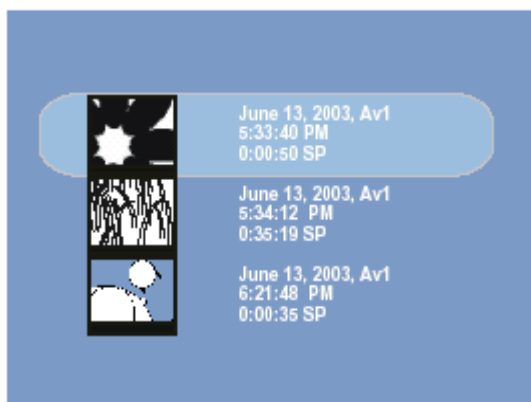 June 13, 2003, Av1
5:33:40 PM
0:00:50 SP
June 13, 2003, Av1
5:34:12 PM
0:35:19 SP
June 13, 2003, Av1
6:21:48 PM
0:00:35 SP